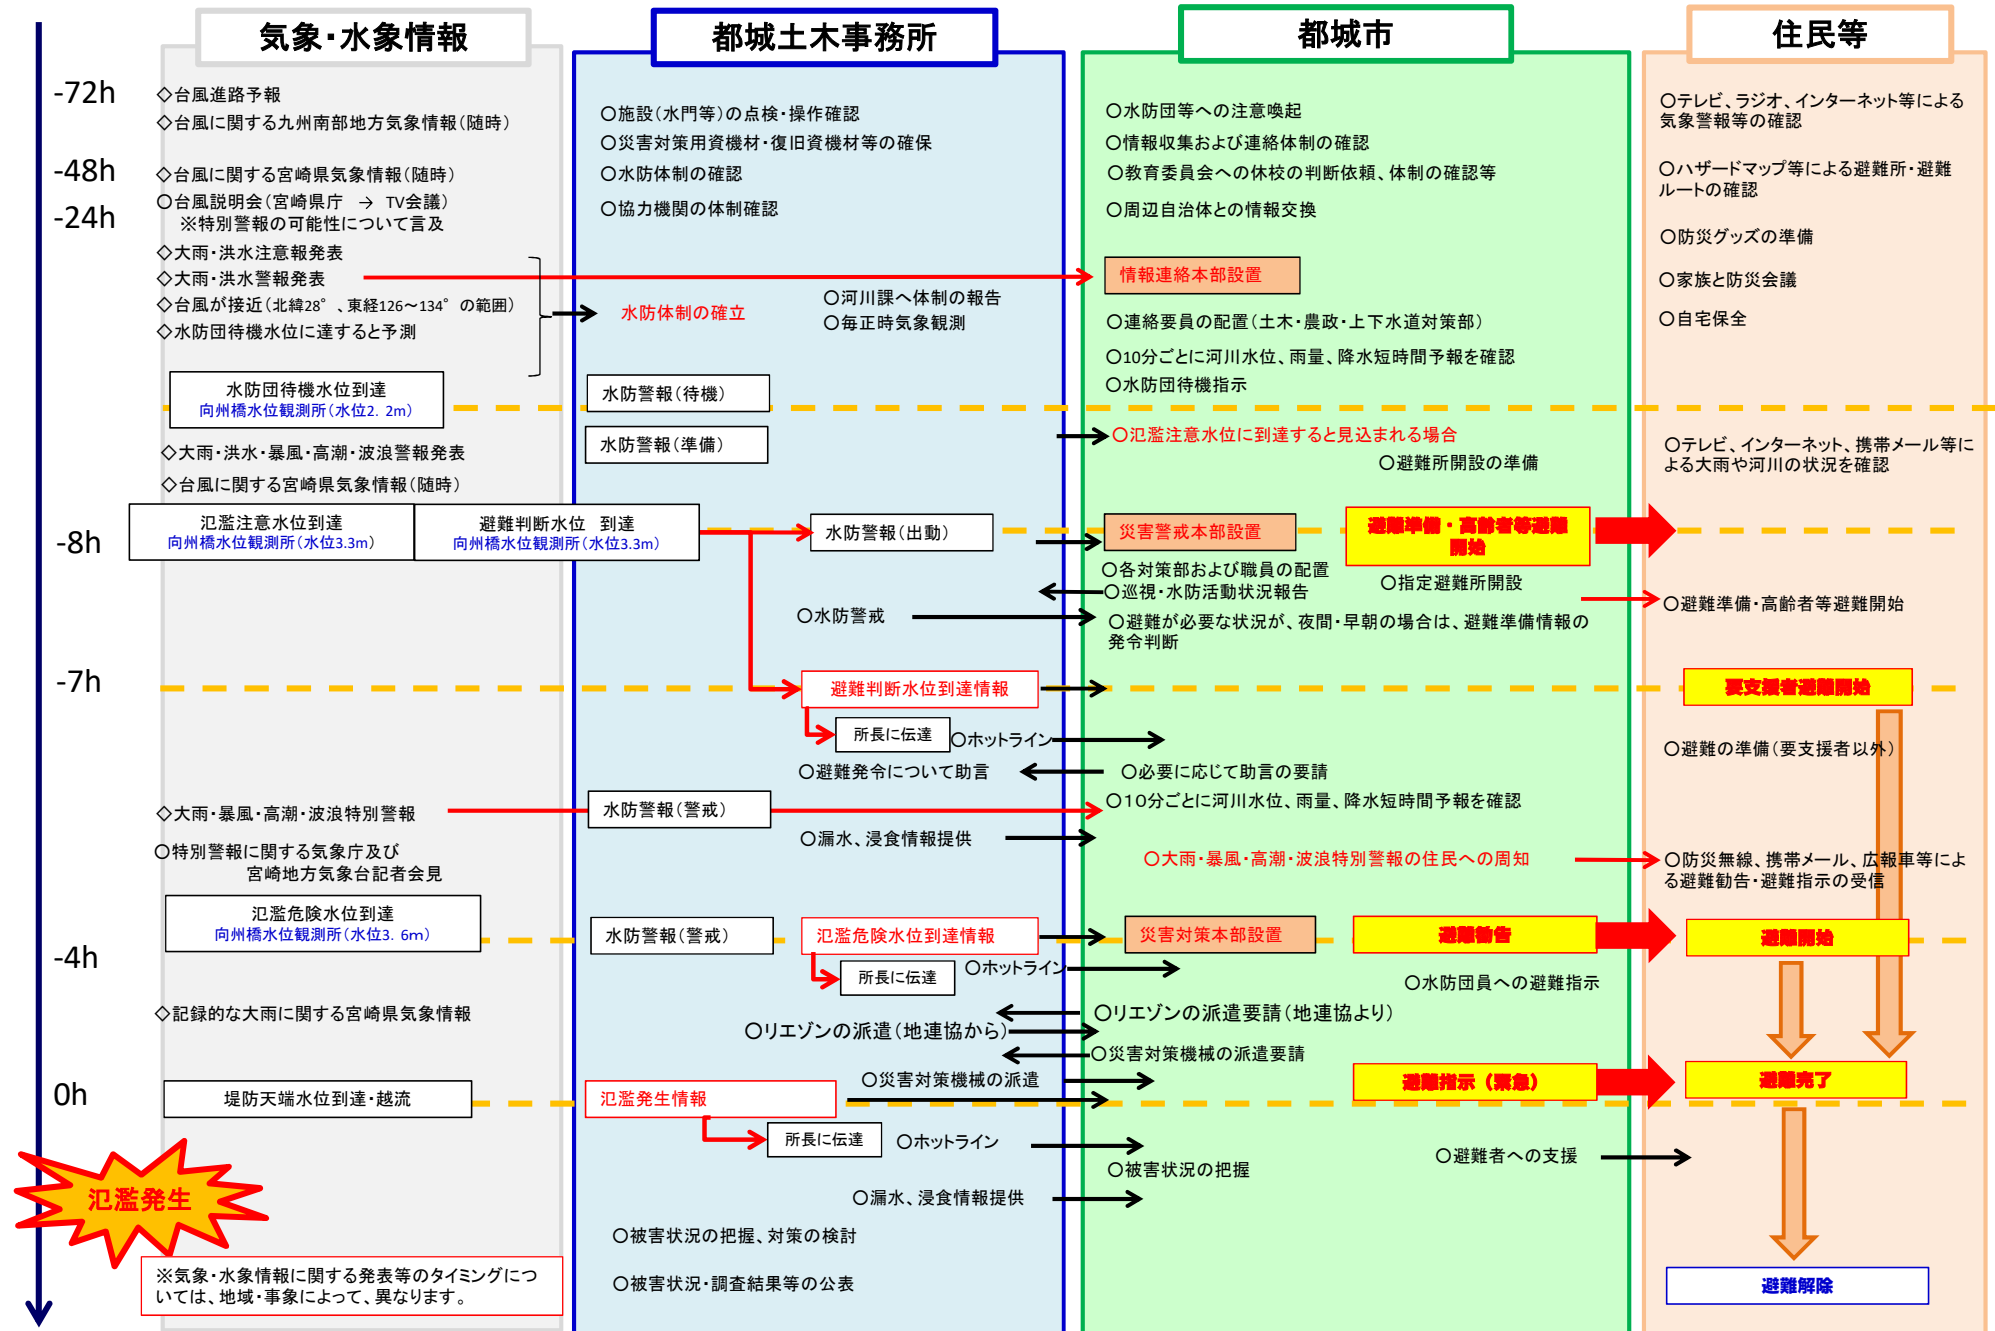 気象・水象情報
都城土木事務所
都城市
住民等
-72h
-48h
-24h
-8h
-7h
-4h
0h
氾濫発生
◇台風進路予報
◇台風に関する九州南部地方気象情報(随時)
◇台風に関する宮崎県気象情報(随時)
○台風説明会(宮崎県庁 → TV会議)
※特別警報の可能性について言及
◇大雨・洪水注意報発表
◇大雨・洪水警報発表
◇台風が接近(北緯28°、東経126～134°の範囲)
◇水防団待機水位に達すると予測
水防団待機水位到達
向州橋水位観測所(水位2.2m)
◇大雨・洪水・暴風・高潮・波浪警報発表
◇台風に関する宮崎県気象情報(随時)
氾濫注意水位到達
向州橋水位観測所(水位3.3m)
避難判断水位 到達
向州橋水位観測所(水位3.3m)
◇大雨・暴風・高潮・波浪特別警報
○特別警報に関する気象庁及び
宮崎地方気象台記者会見
氾濫危険水位到達
向州橋水位観測所(水位3.6m)
◇記録的な大雨に関する宮崎県気象情報
堤防天端水位到達・越流
※気象・水象情報に関する発表等のタイミングにつ
いては、地域・事象によって、異なります。
○施設(水門等)の点検・操作確認
○災害対策用資機材・復旧資機材等の確保
○水防体制の確認
○協力機関の体制確認
水防体制の確立
○河川課へ体制の報告
○毎正時気象観測
水防警報(待機)
水防警報(準備)
水防警報(出動)
○水防警戒
避難判断水位到達情報
所長に伝達
○ホットライン
○避難発令について助言
水防警報(警戒)
○漏水、浸食情報提供
水防警報(警戒)
氾濫危険水位到達情報
所長に伝達
○ホットライン
○リエゾンの派遣(地連協から)
○災害対策機械の派遣
氾濫発生情報
所長に伝達
○ホットライン
○漏水、浸食情報提供
○被害状況の把握、対策の検討
○被害状況・調査結果等の公表
○水防団等への注意喚起
○情報収集および連絡体制の確認
○教育委員会への休校の判断依頼、体制の確認等
○周辺自治体との情報交換
情報連絡本部設置
○連絡要員の配置(土木・農政・上下水道対策部)
○10分ごとに河川水位、雨量、降水短時間予報を確認
○水防団待機指示
○氾濫注意水位に到達すると見込まれる場合
○避難所開設の準備
災害警戒本部設置
避難準備・高齢者等避難
開始
○各対策部および職員の配置
○指定避難所開設
○巡視・水防活動状況報告
○避難が必要な状況が、夜間・早朝の場合は、避難準備情報の
発令判断
○必要に応じて助言の要請
○10分ごとに河川水位、雨量、降水短時間予報を確認
○大雨・暴風・高潮・波浪特別警報の住民への周知
災害対策本部設置
避難勧告
○水防団員への避難指示
○リエゾンの派遣要請(地連協より)
○災害対策機械の派遣要請
避難指示(緊急)
○被害状況の把握
○避難者への支援
○テレビ、ラジオ、インターネット等による
気象警報等の確認
○ハザードマップ等による避難所・避難
ルートの確認
○防災グッズの準備
○家族と防災会議
○自宅保全
○テレビ、インターネット、携帯メール等に
よる大雨や河川の状況を確認
○避難準備・高齢者等避難開始
要支援者避難開始
○避難の準備(要支援者以外)
○防災無線、携帯メール、広報車等によ
る避難勧告・避難指示の受信
避難開始
避難完了
避難解除